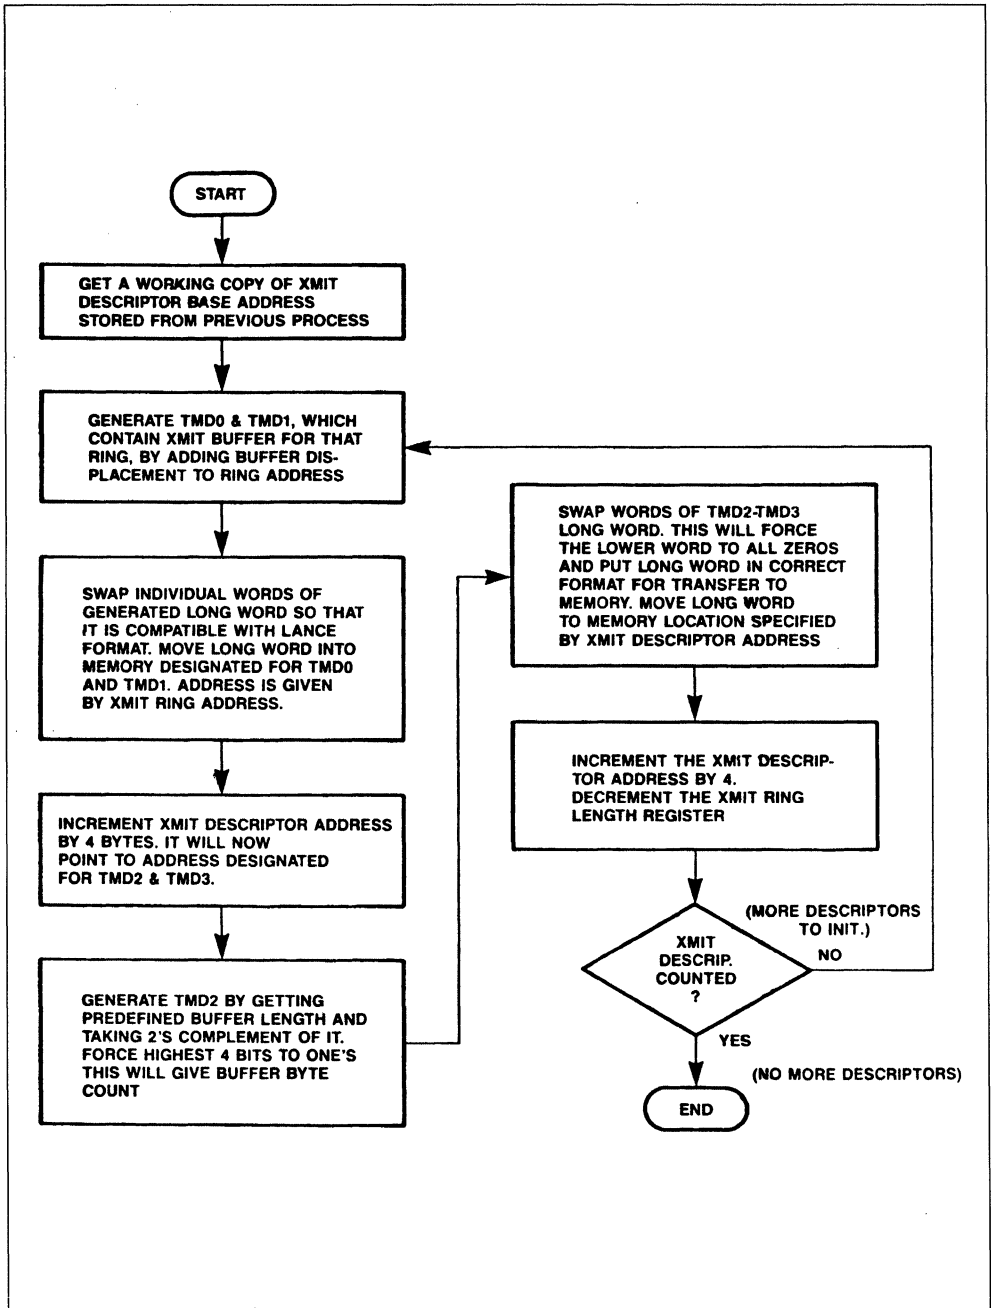 START
GET A WORKING COPY OF XMIT
DESCRIPTOR BASE ADDRESS
STORED FROM PREVIOUS PROCESS
GENERATE TMD0 & TMD1, WHICH
CONTAIN XMIT BUFFER FOR THAT
RING, BY ADDING BUFFER DIS-
PLACEMENT TO RING ADDRESS
SWAP INDIVIDUAL WORDS OF
GENERATED LONG WORD SO THAT
IT IS COMPATIBLE WITH LANCE
FORMAT. MOVE LONG WORD INTO
MEMORY DESIGNATED FOR TMD0
AND TMD1. ADDRESS IS GIVEN
BY XMIT RING ADDRESS.
INCREMENT XMIT DESCRIPTOR ADDRESS
BY 4 BYTES. IT WILL NOW
POINT TO ADDRESS DESIGNATED
FOR TMD2 & TMD3.
GENERATE TMD2 BY GETTING
PREDEFINED BUFFER LENGTH AND
TAKING 2'S COMPLEMENT OF IT.
FORCE HIGHEST 4 BITS TO ONE'S
THIS WILL GIVE BUFFER BYTE
COUNT
SWAP WORDS OF TMD2-TMD3
LONG WORD. THIS WILL FORCE
THE LOWER WORD TO ALL ZEROS
AND PUT LONG WORD IN CORRECT
FORMAT FOR TRANSFER TO
MEMORY. MOVE LONG WORD
TO MEMORY LOCATION SPECIFIED
BY XMIT DESCRIPTOR ADDRESS
INCREMENT THE XMIT DESCRIP-
TOR ADDRESS BY 4.
DECREMENT THE XMIT RING
LENGTH REGISTER
(MORE DESCRIPTORS
TO INIT.)
NO
XMIT
DESCRIP.
COUNTED
?
YES
(NO MORE DESCRIPTORS)
END